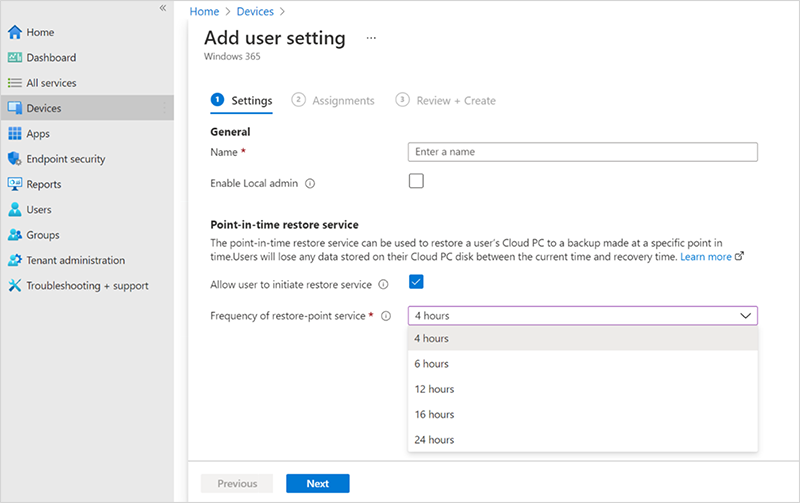 «
Home
Dashboard
All services
Devices
Apps
Endpoint security
Reports
Users
Groups
Tenant administration
Troubleshooting + support
Home > Devices >
Add user setting ...
Windows 365
1 Settings 2 Assignments 3 Review + Create
General
Name * Enter a name
Enable Local admin
Point-in-time restore service
The point-in-time restore service can be used to restore a user's Cloud PC to a backup made at a specific point in
time.Users will lose any data stored on their Cloud PC disk between the current time and recovery time. Learn more
Allow user to initiate restore service
Frequency of restore-point service * 4 hours
4 hours
6 hours
12 hours
16 hours
24 hours
Previous Next